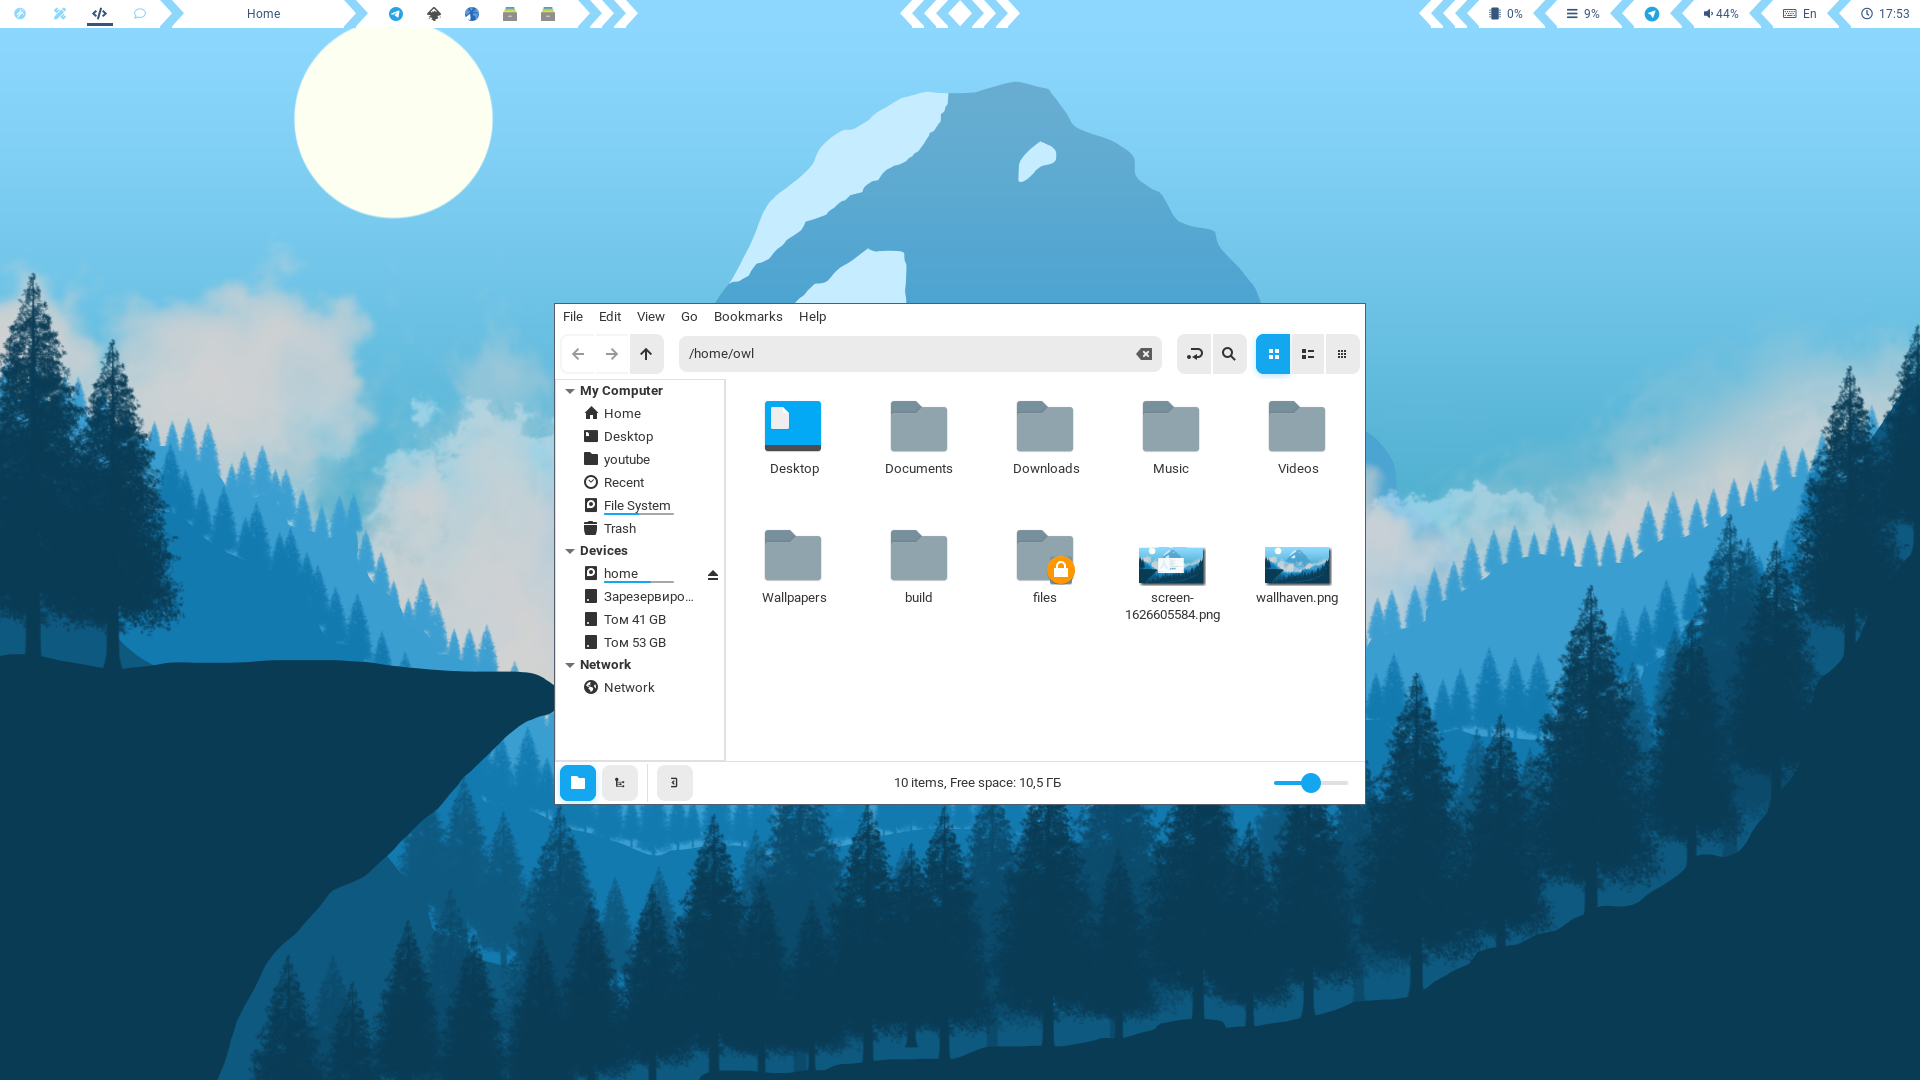 Home
0%
9%
44%
En
17:53
File Edit View Go Bookmarks Help
/home/owl
My Computer
Home
Desktop
youtube
Recent
File System
Trash
Devices
home
Зарезервиро...
Том 41 GB
Том 53 GB
Network
Network
Desktop
Documents
Downloads
Music
Videos
Wallpapers
build
files
screen-
1626605584.png
wallhaven.png
10 items, Free space: 10,5 ГБ